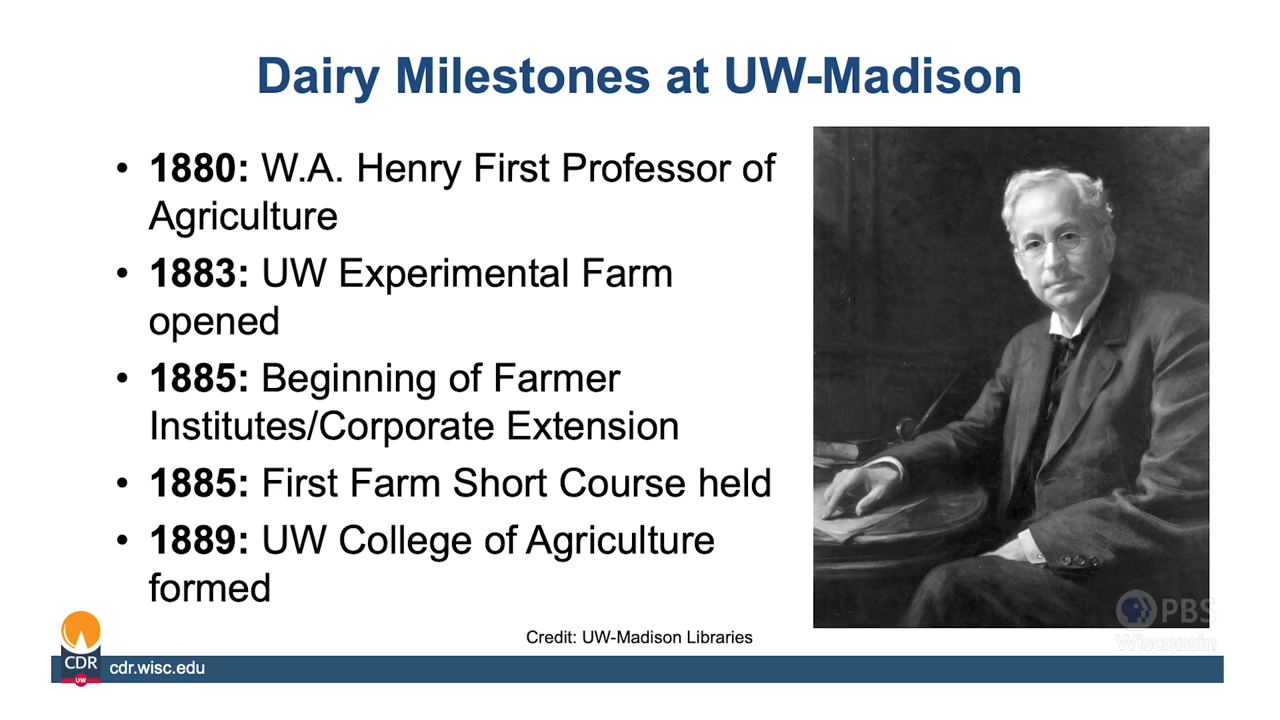 Dairy Milestones at UW-Madison
• 1880: W.A. Henry First Professor of
Agriculture
• 1883: UW Experimental Farm
opened
• 1885: Beginning of Farmer
Institutes/Corporate Extension
• 1885: First Farm Short Course held
• 1889: UW College of Agriculture
formed
Credit: UW-Madison Libraries
PBS
Wisconsin
CDR
UW
cdr.wisc.edu